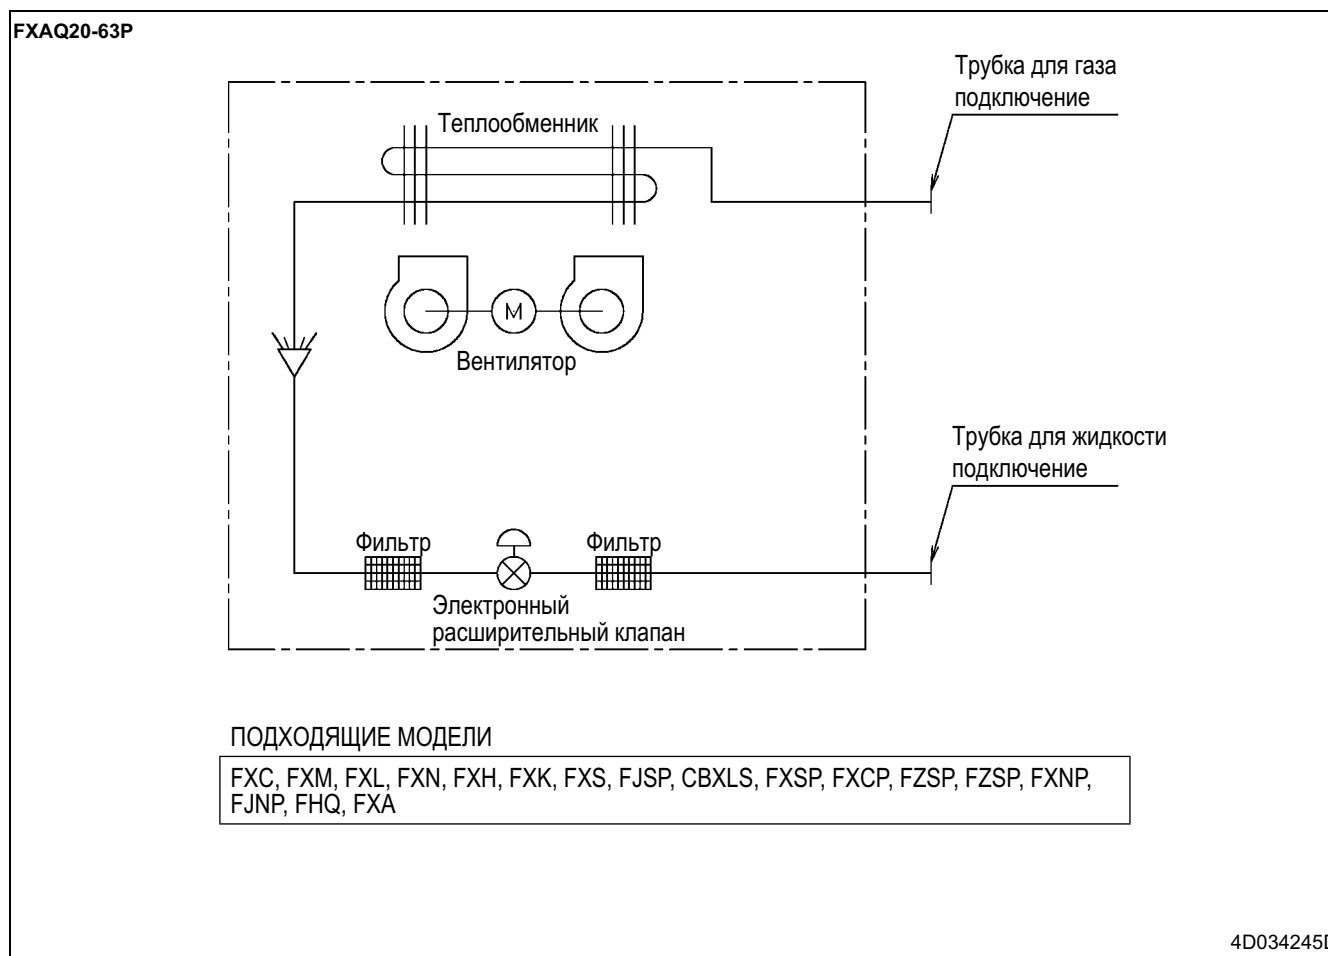 FXAQ20-63P
Трубка для газа
подключение
Теплообменник
M
Вентилятор
Трубка для жидкости
подключение
Фильтр
Фильтр
Электронный
расширительный клапан
ПОДХОДЯЩИЕ МОДЕЛИ
FXC, FXM, FXL, FXN, FXH, FXK, FXS, FJSP, CBXLS, FXSP, FXCP, FZSP, FZSP, FXNP,
FJNP, FHQ, FXA
4D034245D